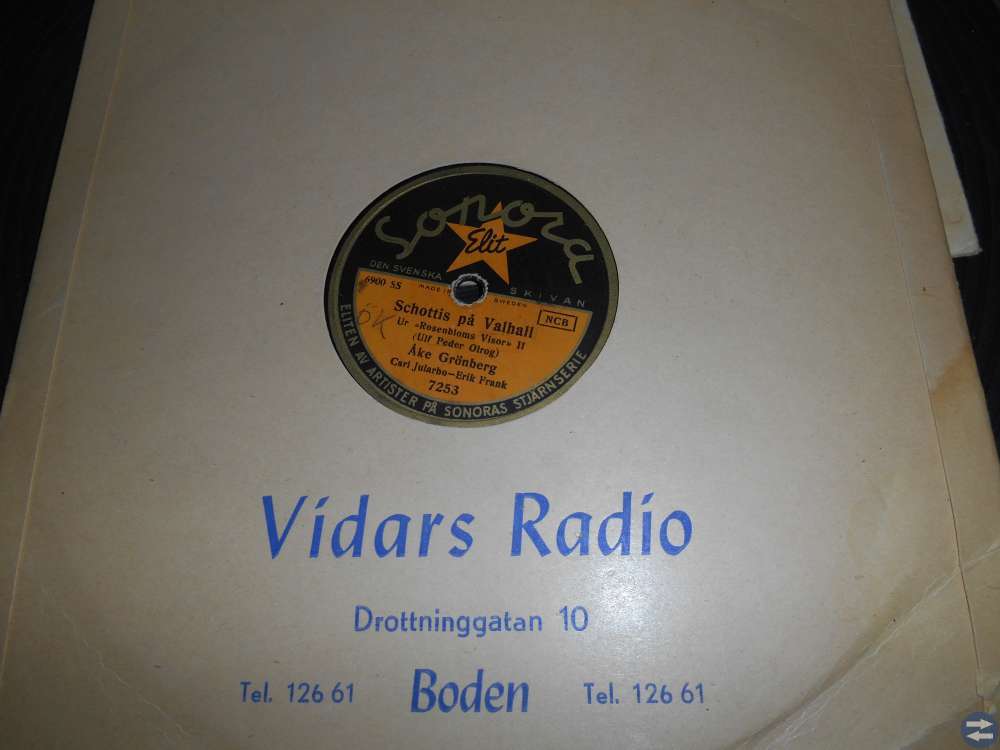 Sonora
Elit
DEN SVENSKA SKIVAN
MADE IN SWEDEN
6900 SS
NCB
ÖK
Schottis på Valhall
Ur »Rosenbloms Visor» II
(Ulf Peder Olrog)
Åke Grönberg
Carl Jularbo—Erik Frank
7253
ELITEN AV ARTISTER PÅ SONORAS STJÄRNSERIE
Vidars Radio
Drottninggatan 10
Tel. 126 61 Boden Tel. 126 61